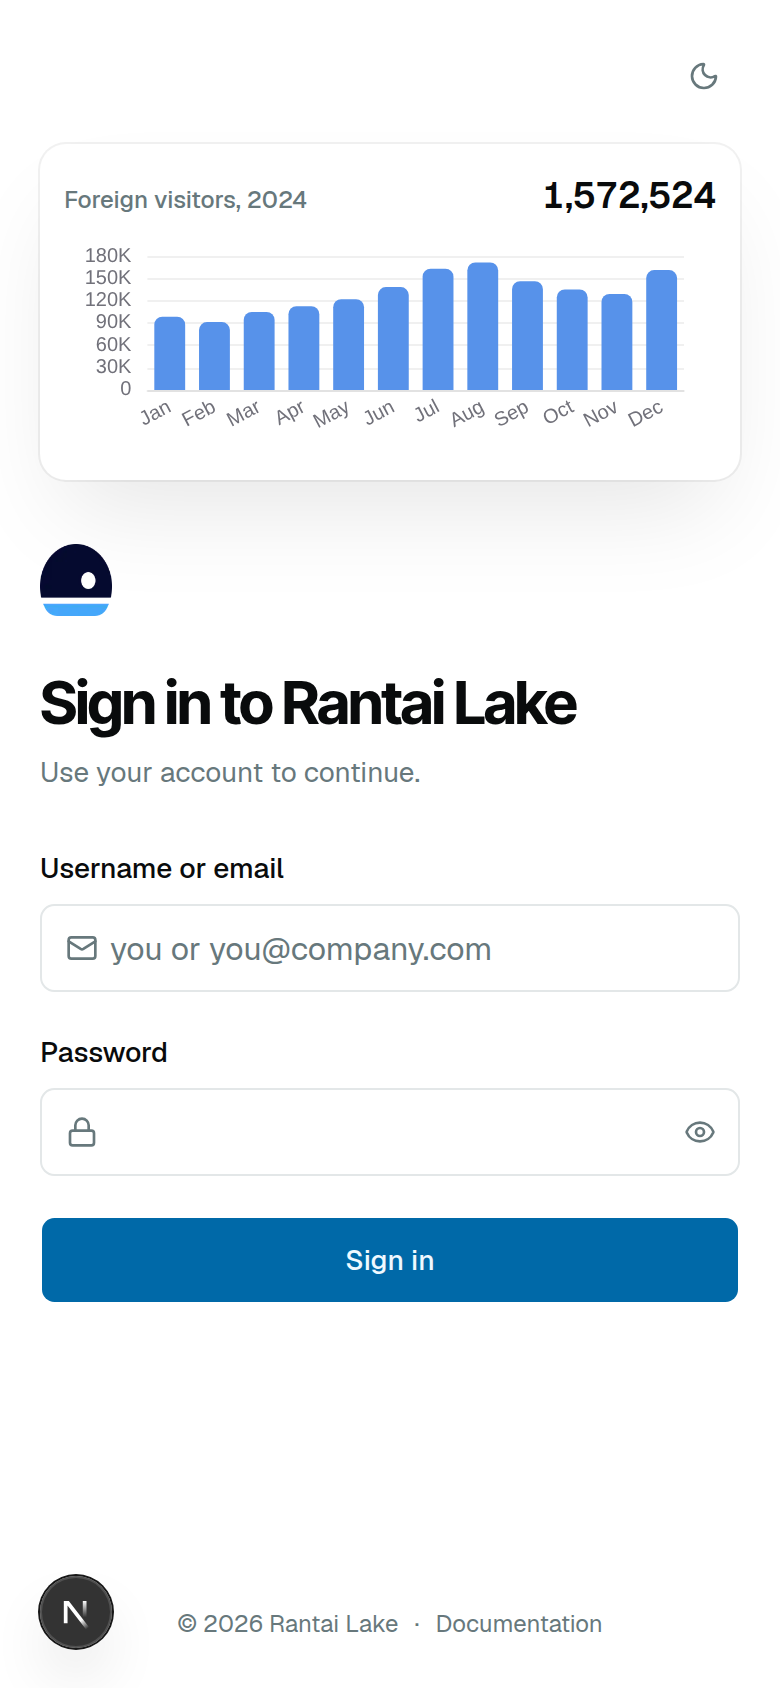 Foreign visitors, 2024
1,572,524
180K
150K
120K
90K
60K
30K
0
Jan Feb Mar Apr May Jun Jul Aug Sep Oct Nov Dec
Sign in to Rantai Lake
Use your account to continue.
Username or email
you or you@company.com
Password
Sign in
N
© 2026 Rantai Lake · Documentation